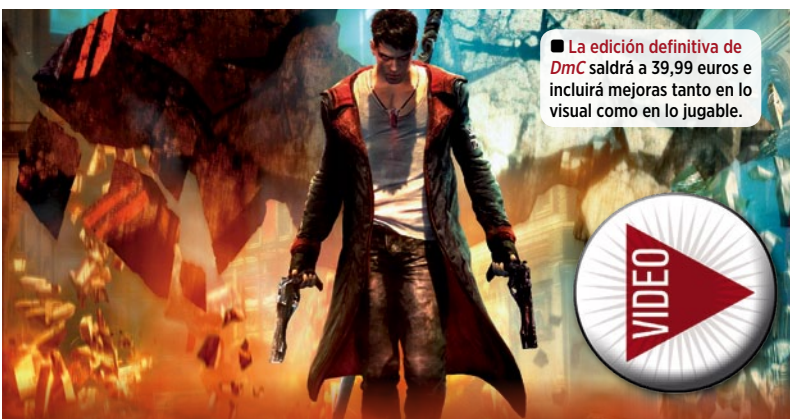 ■ La edición definitiva de
DmC saldrá a 39,99 euros e
incluirá mejoras tanto en lo
visual como en lo jugable.
VIDEO